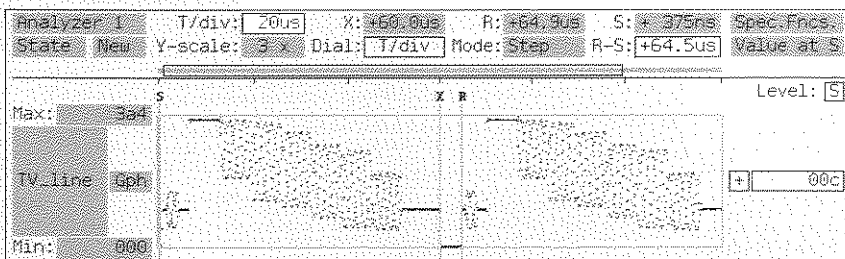 Analyzer 1 T/div: 20us X: +60.0us R: +64.9us S: + 375ns Spec.Fncs.
State New Y-scale: 3 x Dial: T/div Mode: Step R-S: +64.5us Value at S
S X R Level: S
Max: 3a4
TV_line Gph + 00c
Min: 000